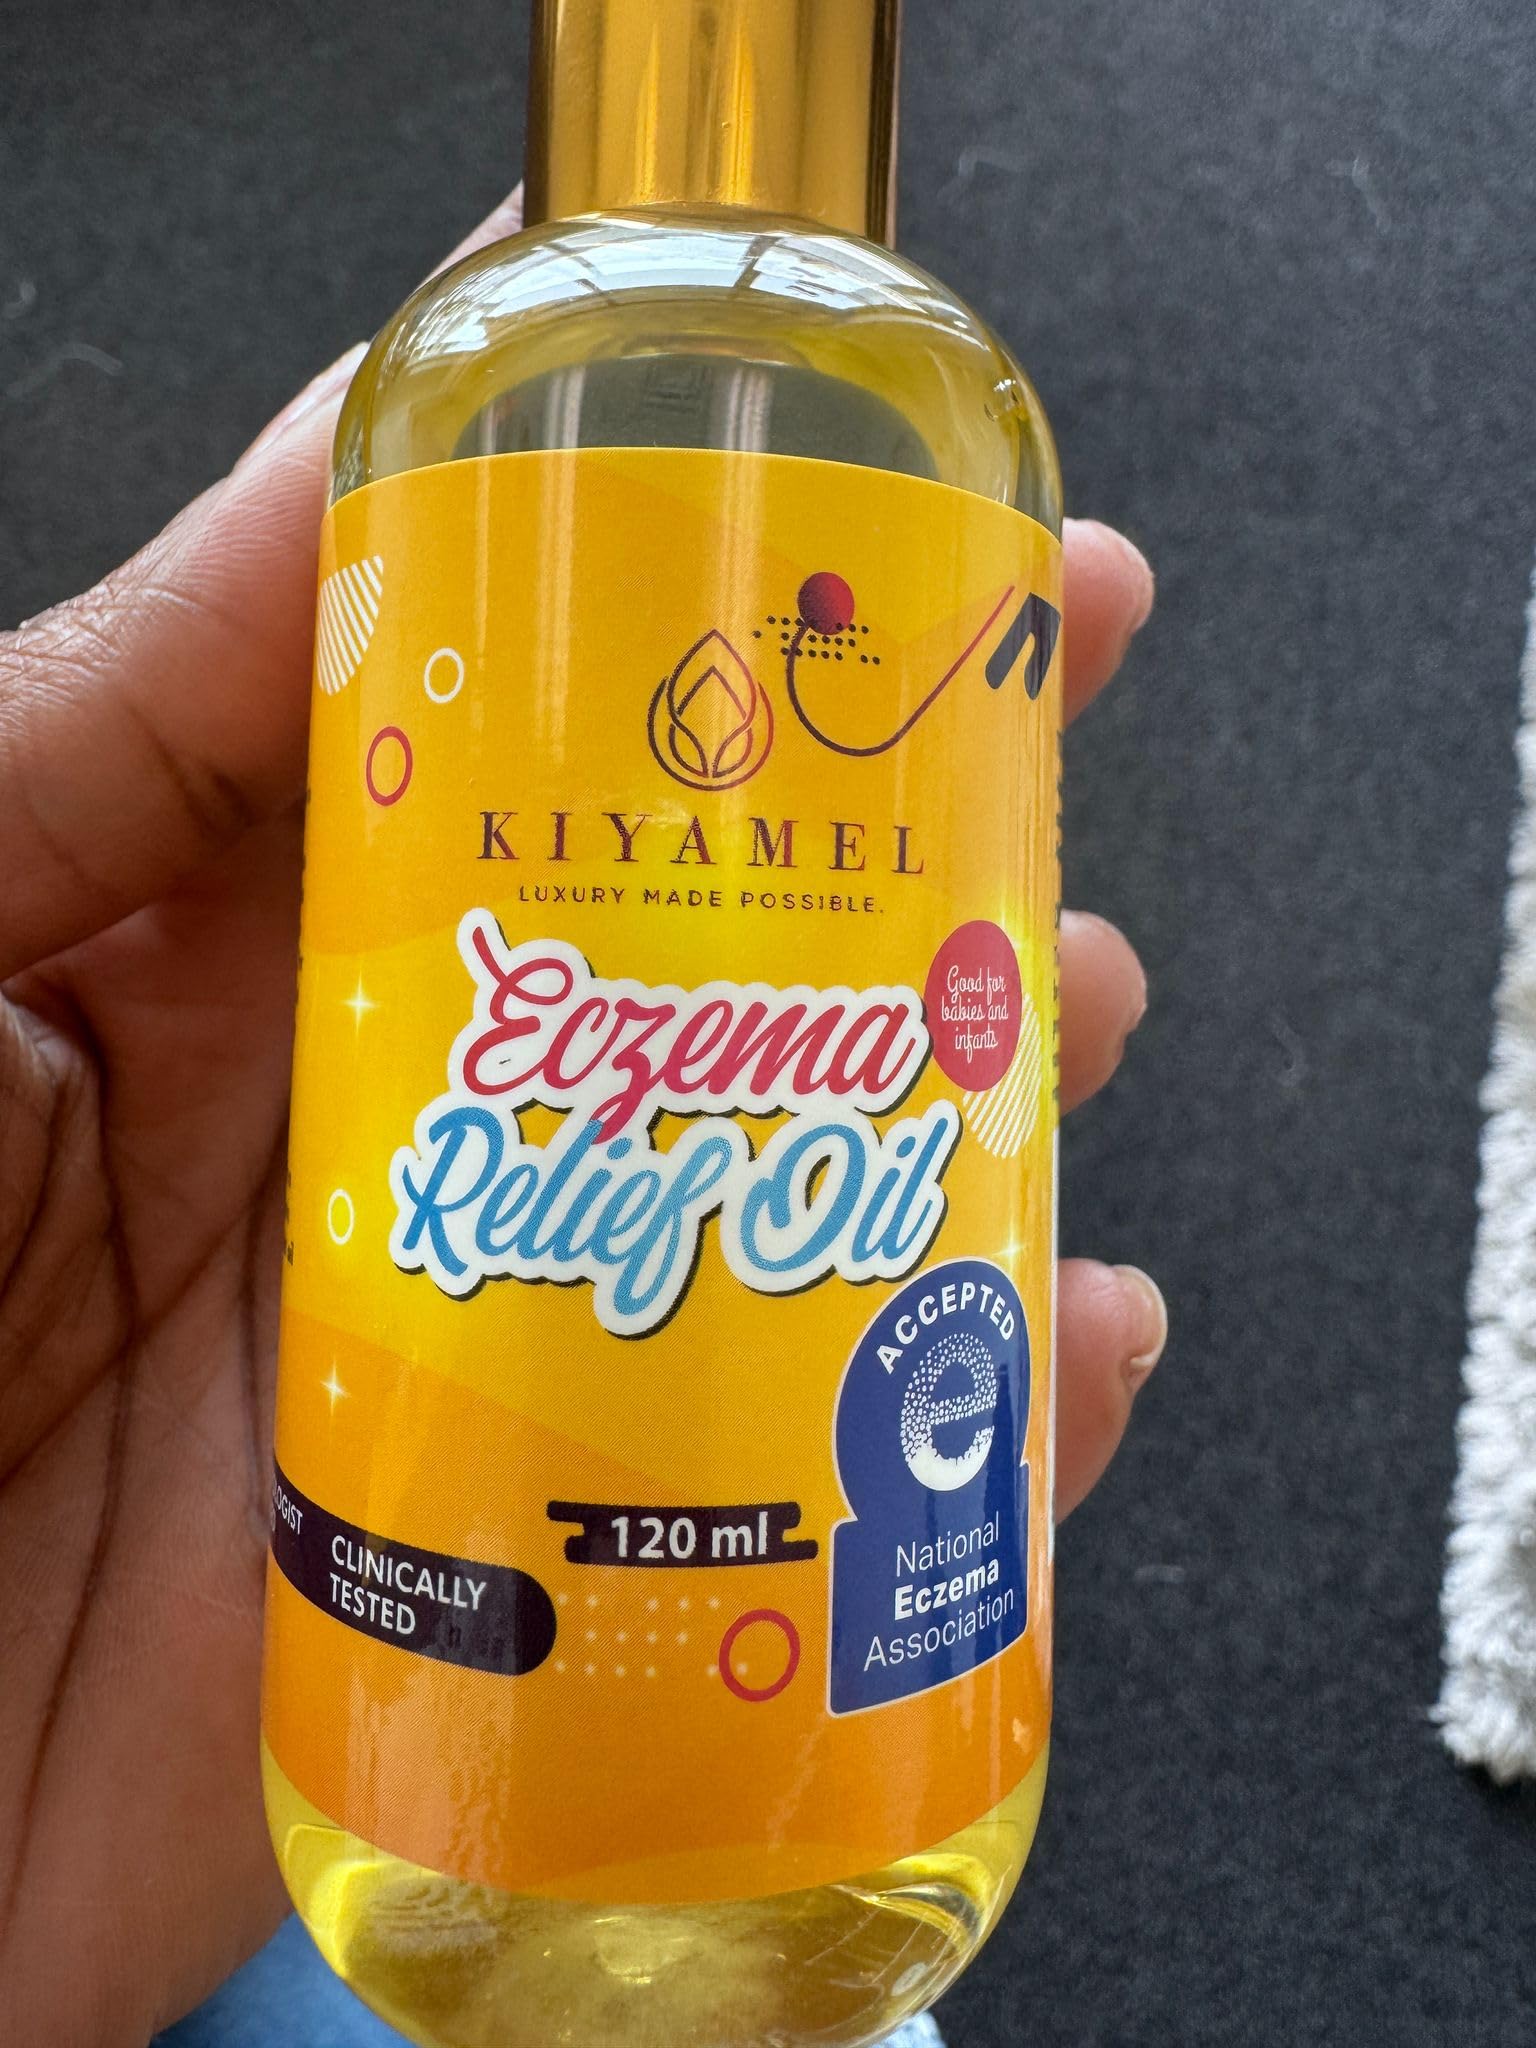 KIYAMEL
LUXURY MADE POSSIBLE.
Eczema
Relief Oil
Good for
babies and
infants
ACCEPTED
e
National
Eczema
Association
120 ml
CLINICALLY
TESTED